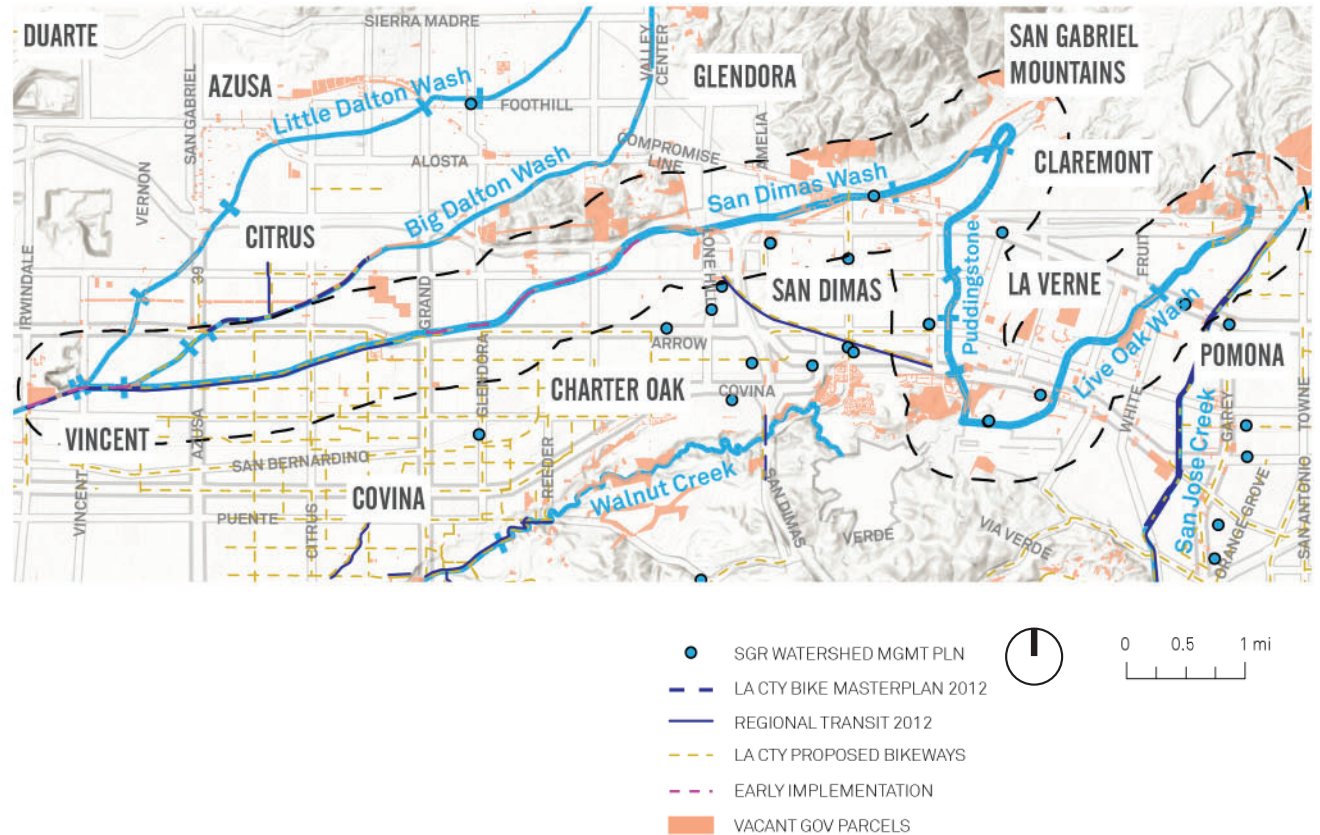 DUARTE
SIERRA MADRE
VALLEY
CENTER
SAN GABRIEL
MOUNTAINS
AZUSA
SAN GABRIEL
Little Dalton Wash
FOOTHILL
GLENDORA
AMELIA
COMPROMISE
LINE
ALOSTA
CLAREMONT
VERNON
Big Dalton Wash
San Dimas Wash
CITRUS
IRWINDALE
39
GRAND
LONE HILL
SAN DIMAS
Puddingstone
LA VERNE
FRUIT
Live Oak Wash
ARROW
GLENDORA
CHARTER OAK
COVINA
POMONA
VINCENT
AZUSA
SAN BERNARDINO
REEDER
WHITE
GAREY
TOWNE
San Jose Creek
COVINA
Walnut Creek
SAN DIMAS
VINCENT
PUENTE
CITRUS
VERDE
VIA VERDE
ORANGE GROVE
SAN ANTONIO
SGR WATERSHED MGMT PLN
LA CTY BIKE MASTERPLAN 2012
REGIONAL TRANSIT 2012
LA CTY PROPOSED BIKEWAYS
EARLY IMPLEMENTATION
VACANT GOV PARCELS
0 0.5 1 mi